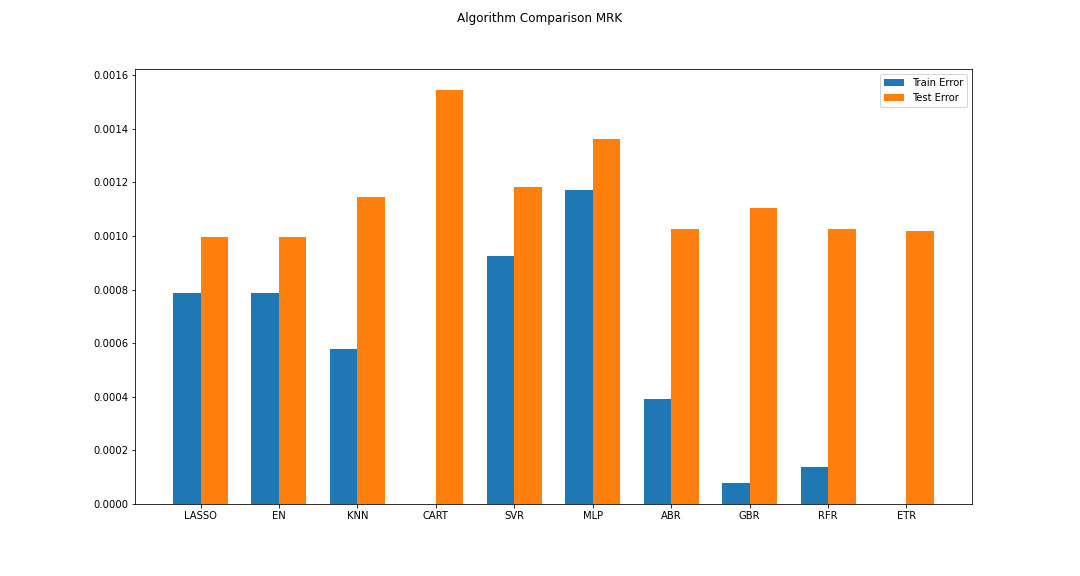 Algorithm Comparison MRK
0.0016
0.0014
0.0012
0.0010
0.0008
0.0006
0.0004
0.0002
0.0000
Train Error
Test Error
LASSO EN KNN CART SVR MLP ABR GBR RFR ETR